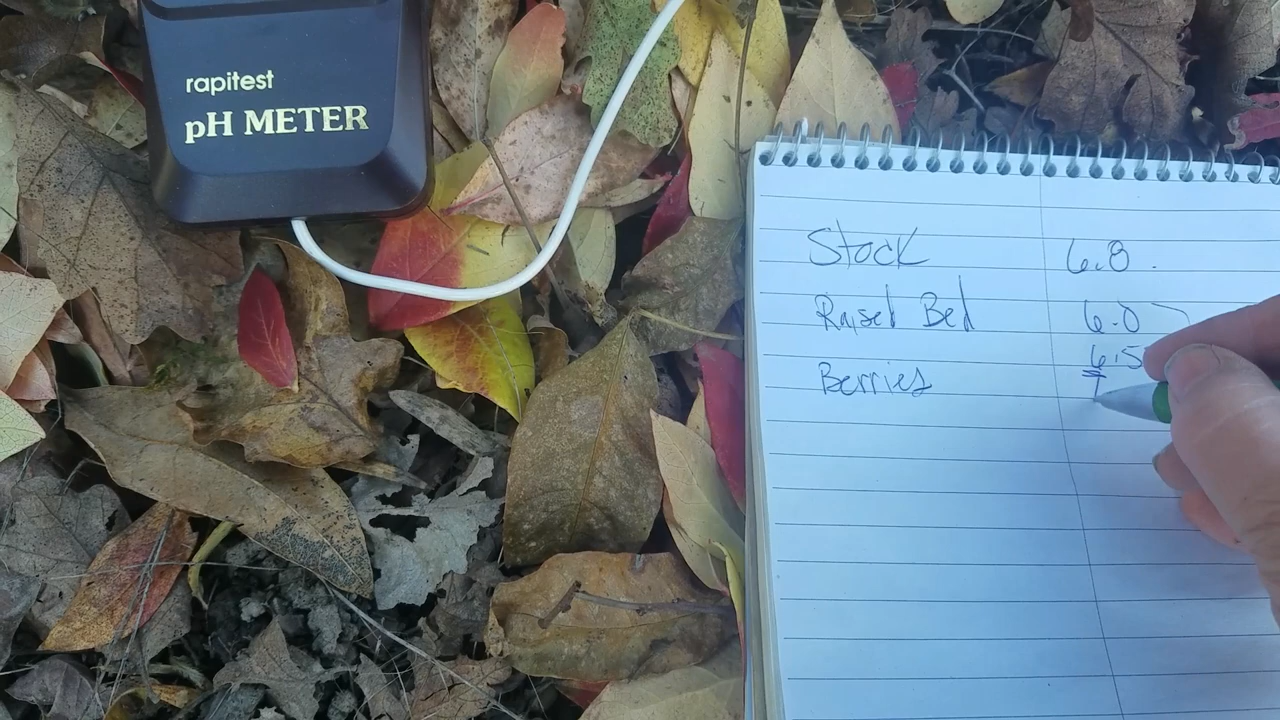 rapitest
pH METER
Stock 6.8.
Raised Bed 6.0
Berries 6.5